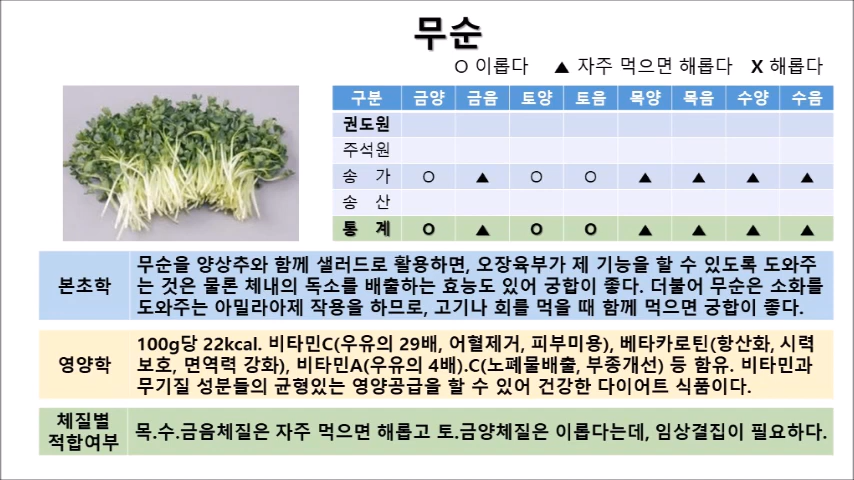 무순
○ 이롭다 ▲ 자주 먹으면 해롭다 X 해롭다
구분 금양 금음 토양 토음 목양 목음 수양 수음
권도원
주석원
송 가 ○ ▲ ○ ○ ▲ ▲ ▲ ▲
송 산
통 계 ○ ▲ ○ ○ ▲ ▲ ▲ ▲
본초학
무순을 양상추와 함께 샐러드로 활용하면, 오장육부가 제 기능을 할 수 있도록 도와주
는 것은 물론 체내의 독소를 배출하는 효능도 있어 궁합이 좋다. 더불어 무순은 소화를
도와주는 아밀라아제 작용을 하므로, 고기나 회를 먹을 때 함께 먹으면 궁합이 좋다.
영양학
100g당 22kcal. 비타민C(우유의 29배, 어혈제거, 피부미용), 베타카로틴(항산화, 시력
보호, 면역력 강화), 비타민A(우유의 4배).C(노폐물배출, 부종개선) 등 함유. 비타민과
무기질 성분들의 균형있는 영양공급을 할 수 있어 건강한 다이어트 식품이다.
체질별
적합여부
목.수.금음체질은 자주 먹으면 해롭고 토.금양체질은 이롭다는데, 임상결집이 필요하다.